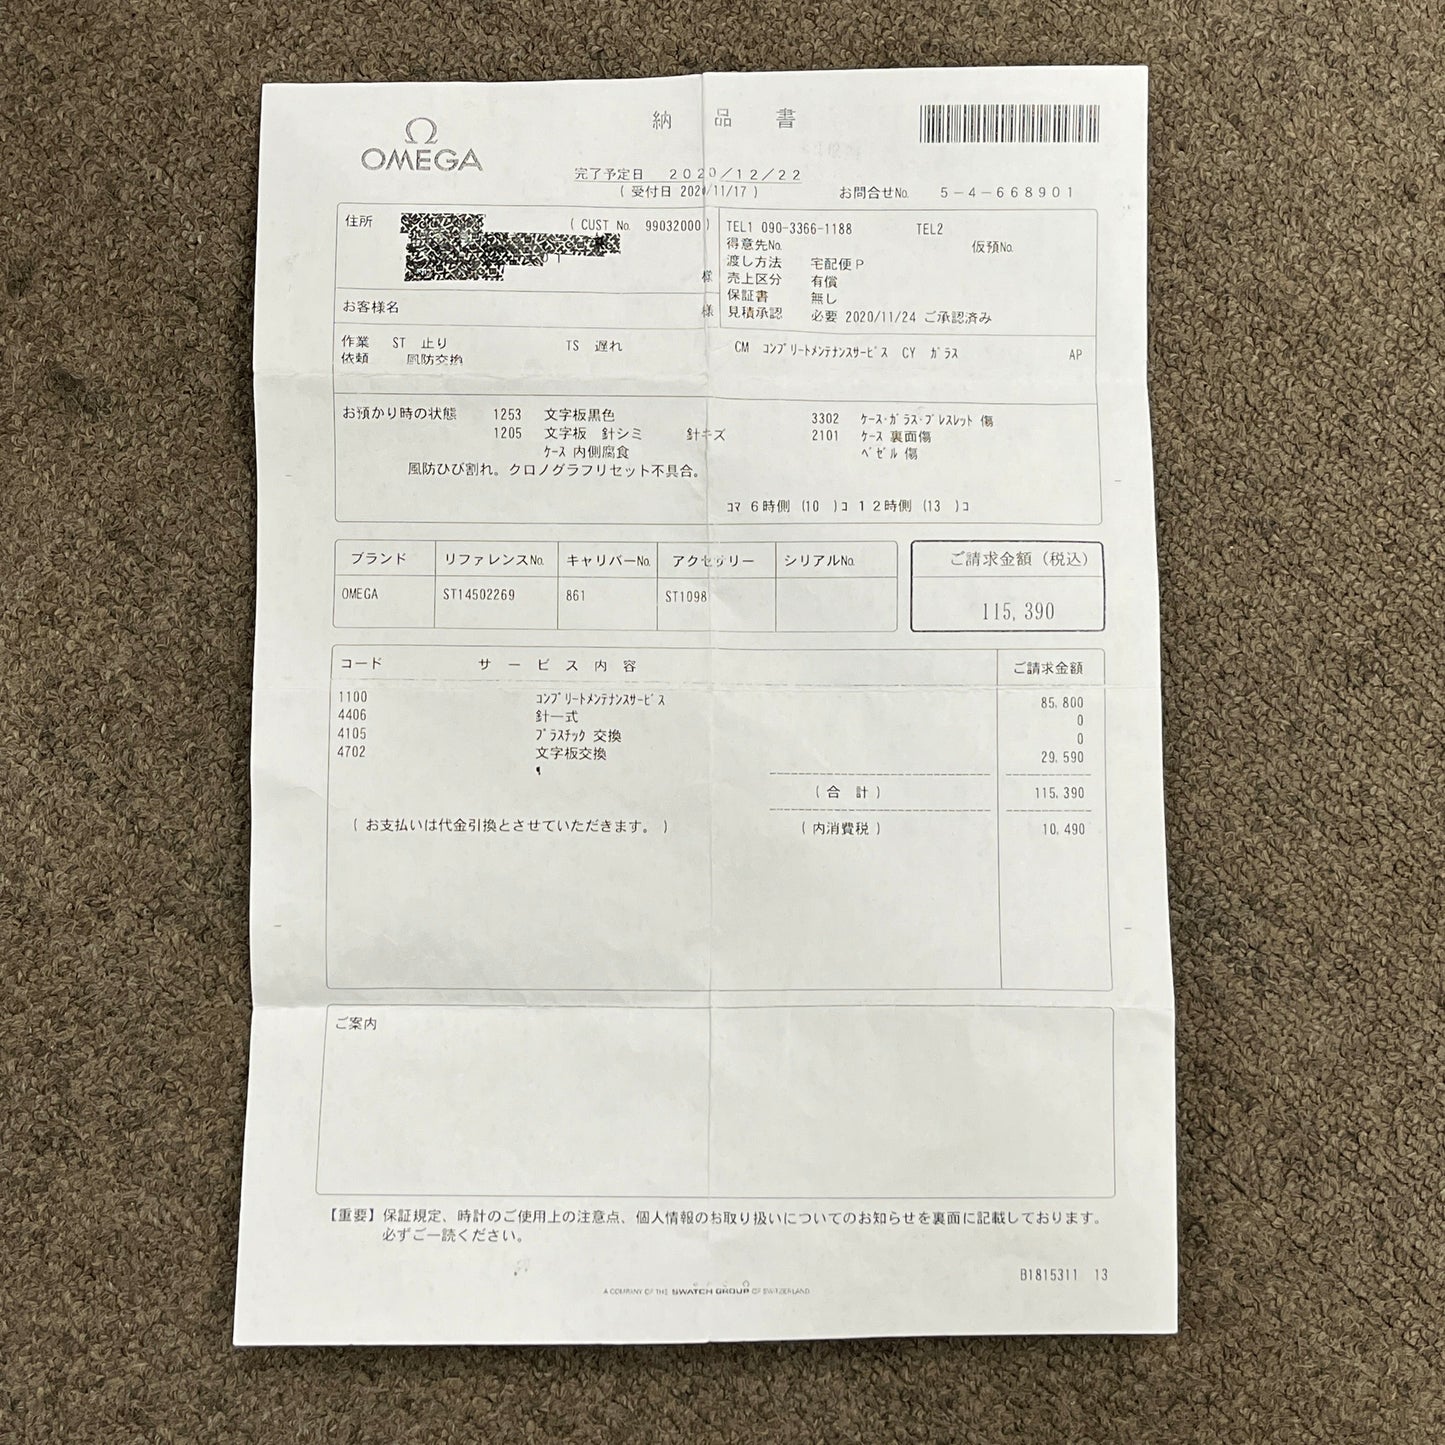 納品書
Ω
OMEGA
完了予定日 2020/12/22
(受付日 2020/11/17)
お問合せNo. 5-4-668901
住所
(CUST No. 99032000)
様
お客様名 様
TEL1 090-3366-1188 TEL2
得意先No. 仮預No.
渡し方法 宅配便P
売上区分 有償
保証書 無し
見積承認 必要 2020/11/24 ご承認済み
作業 ST 止り TS 遅れ CM コンプリートメンテナンスサービス CY ガラス AP
依頼 風防交換
お預かり時の状態 1253 文字板黒色 3302 ケース・ガラス・ブレスレット 傷
1205 文字板 針シミ 針キズ 2101 ケース 裏面傷
ケース 内側腐食 ベゼル 傷
風防ひび割れ。クロノグラフリセット不具合。
コマ 6時側 (10 )コ 12時側 (13 )コ
ブランド リファレンスNo. キャリバーNo. アクセサリー シリアルNo.
OMEGA ST14502269 861 ST1098
ご請求金額(税込)
115,390
コード サービス内容 ご請求金額
1100 コンプリートメンテナンスサービス 85,800
4406 針一式 0
4105 プラスチック 交換 0
4702 文字板交換 29,590
(合 計) 115,390
(お支払いは代金引換とさせていただきます。) (内消費税) 10,490
ご案内
【重要】保証規定、時計のご使用上の注意点、個人情報のお取り扱いについてのお知らせを裏面に記載しております。
必ずご一読ください。
B1815311 13
A COMPANY OF THE SWATCH GROUP OF SWITZERLAND